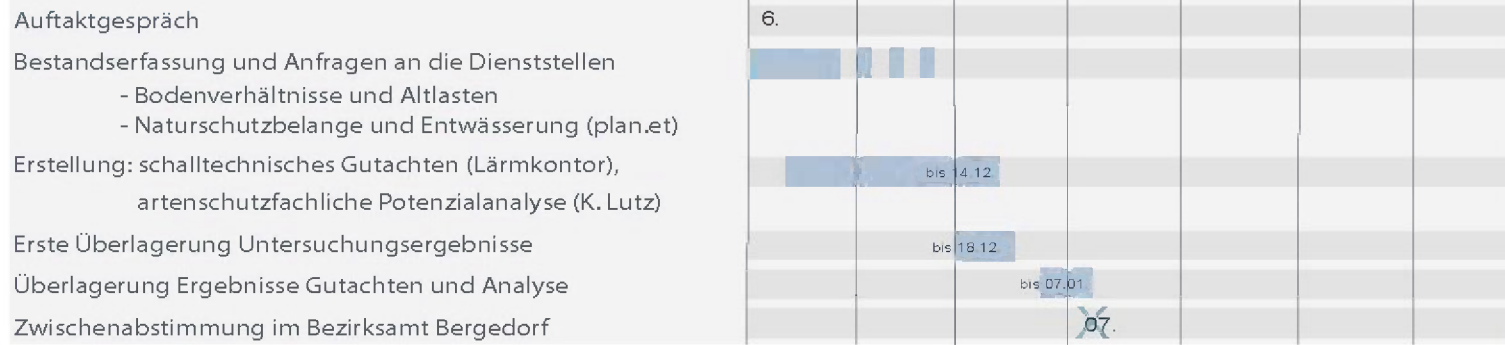 Auftaktgespräch 6.
Bestandserfassung und Anfragen an die Dienststellen
- Bodenverhältnisse und Altlasten
- Naturschutzbelange und Entwässerung (plan.et)
Erstellung: schalltechnisches Gutachten (Lärmkontor), bis 14.12.
artenschutzfachliche Potenzialanalyse (K. Lutz)
Erste Überlagerung Untersuchungsergebnisse bis 18.12.
Überlagerung Ergebnisse Gutachten und Analyse bis 07.01.
Zwischenabstimmung im Bezirksamt Bergedorf 07.